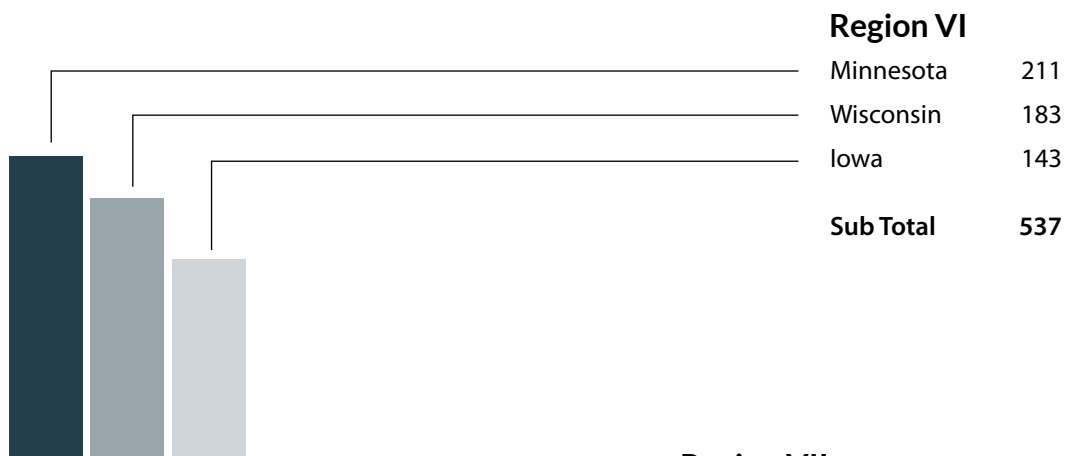 Region VI
Minnesota 211
Wisconsin 183
Iowa 143
Sub Total 537